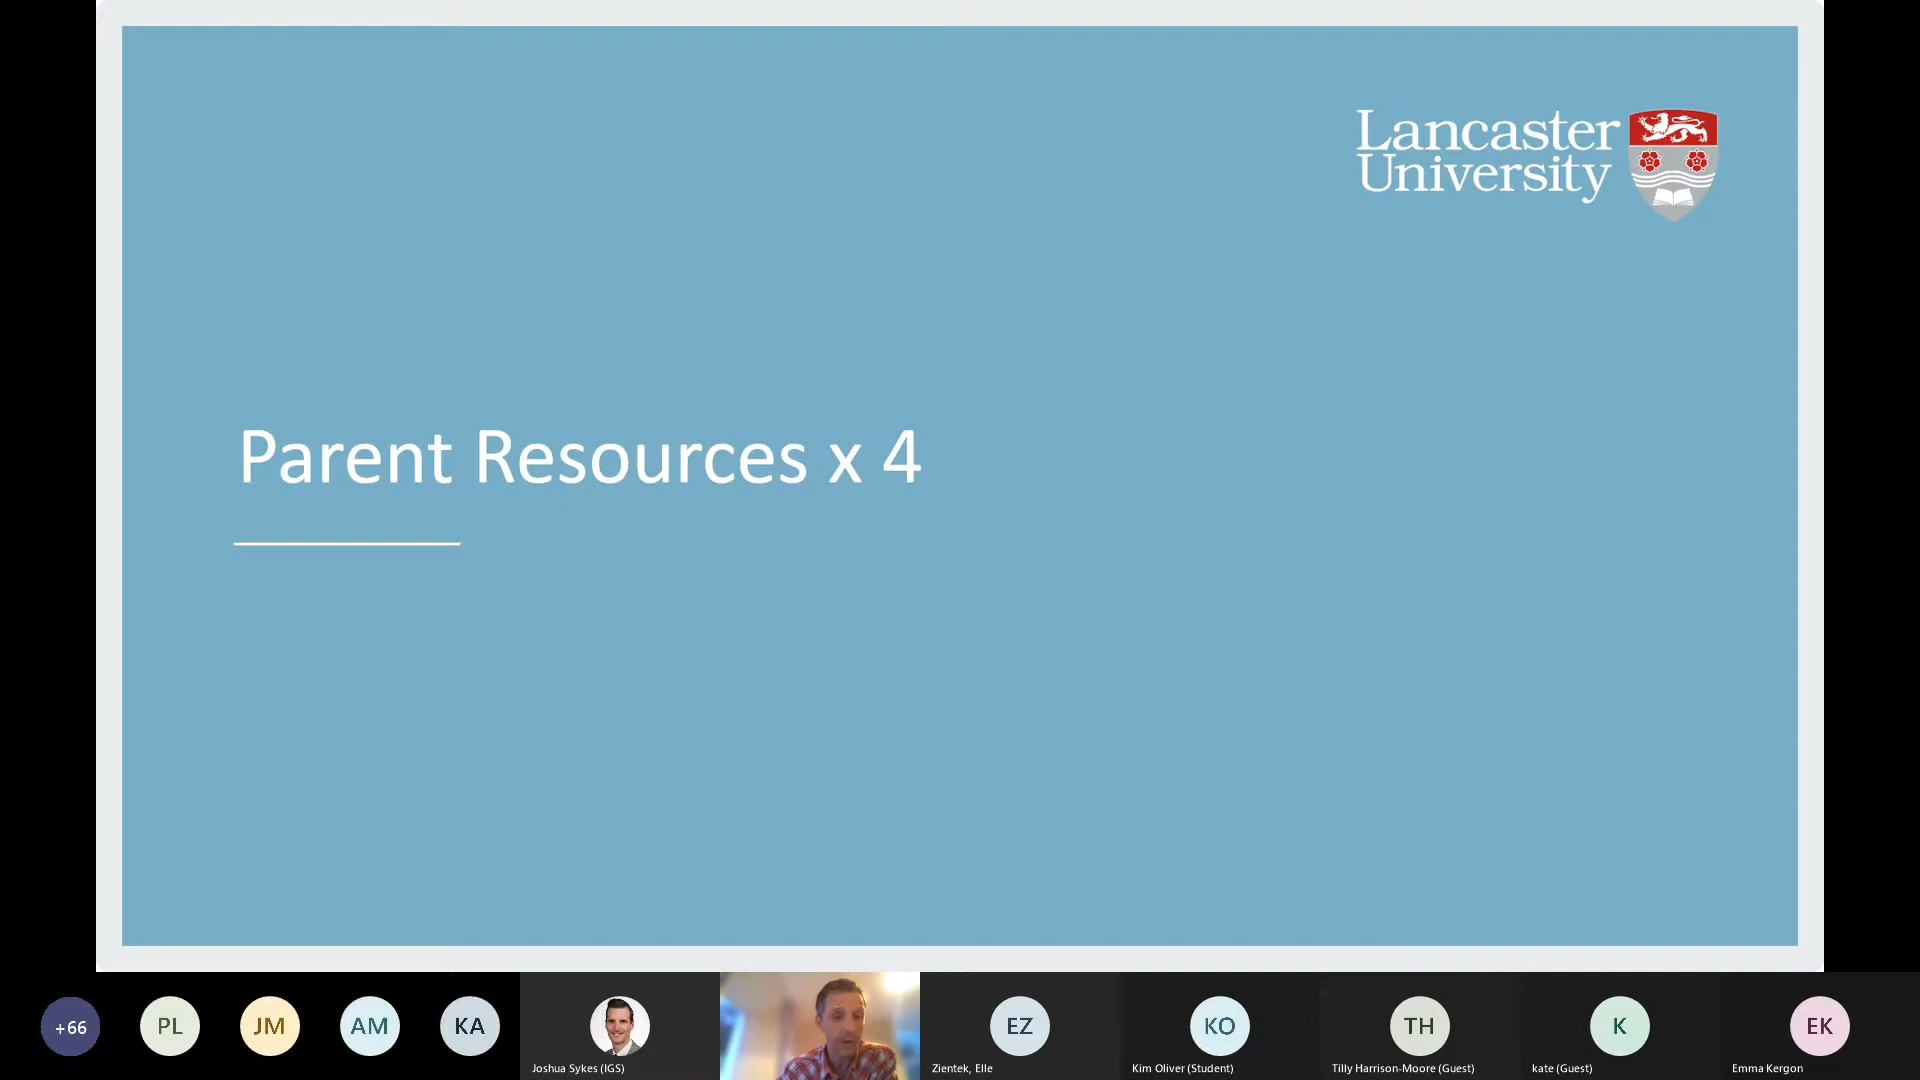 Lancaster
University
Parent Resources x 4
+66
PL
JM
AM
KA
EZ
KO
TH
K
EK
Joshua Sykes (IGS)
Zientek, Elle
Kim Oliver (Student)
Tilly Harrison-Moore (Guest)
kate (Guest)
Emma Kergon